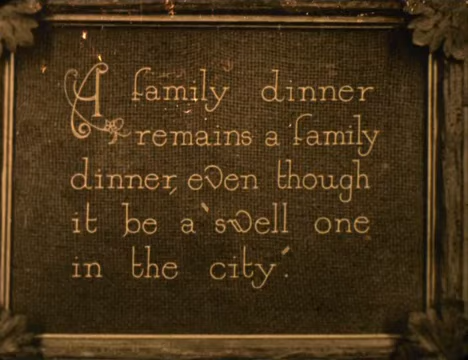 A family dinner
remains a family
dinner, even though
it be a swell one
in the city.